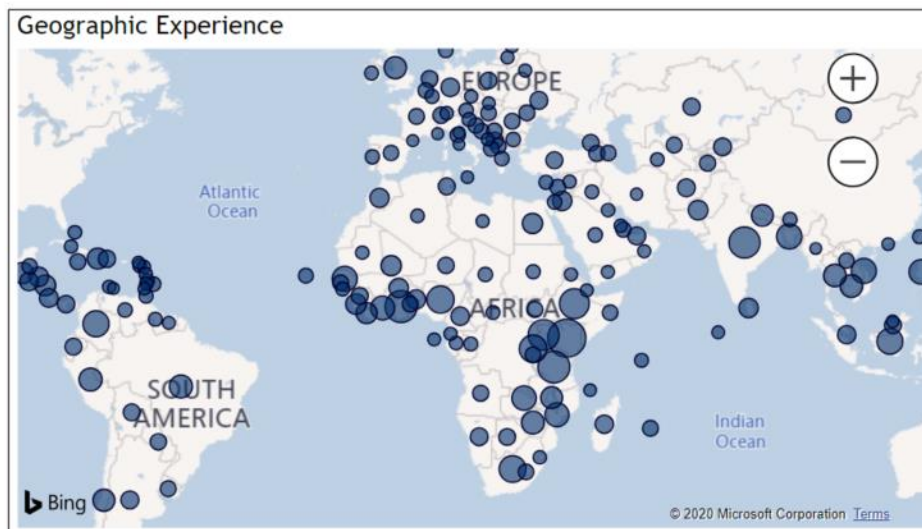 Geographic Experience
EUROPE
Atlantic
Ocean
AFRICA
SOUTH
AMERICA
Indian
Ocean
Bing
© 2020 Microsoft Corporation Terms